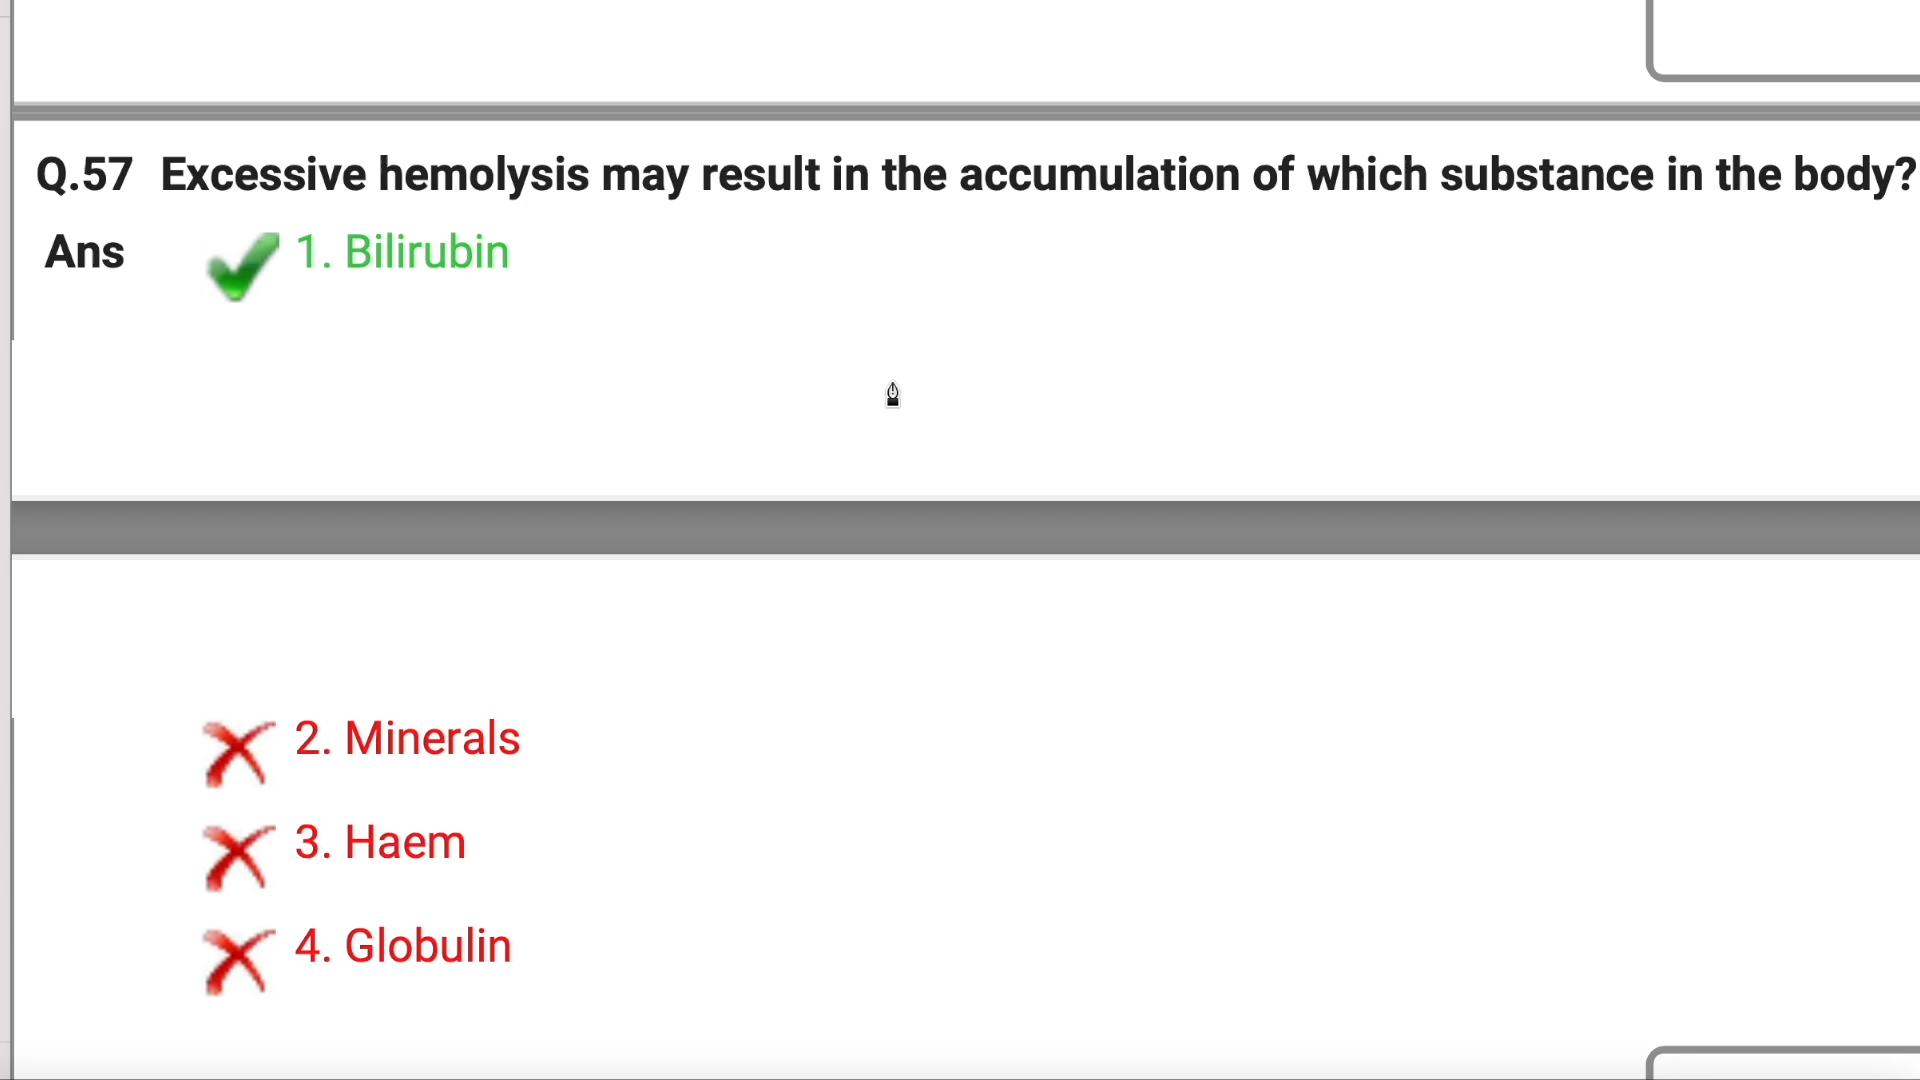 Q.57 Excessive hemolysis may result in the accumulation of which substance in the body?
Ans 1. Bilirubin
2. Minerals
3. Haem
4. Globulin